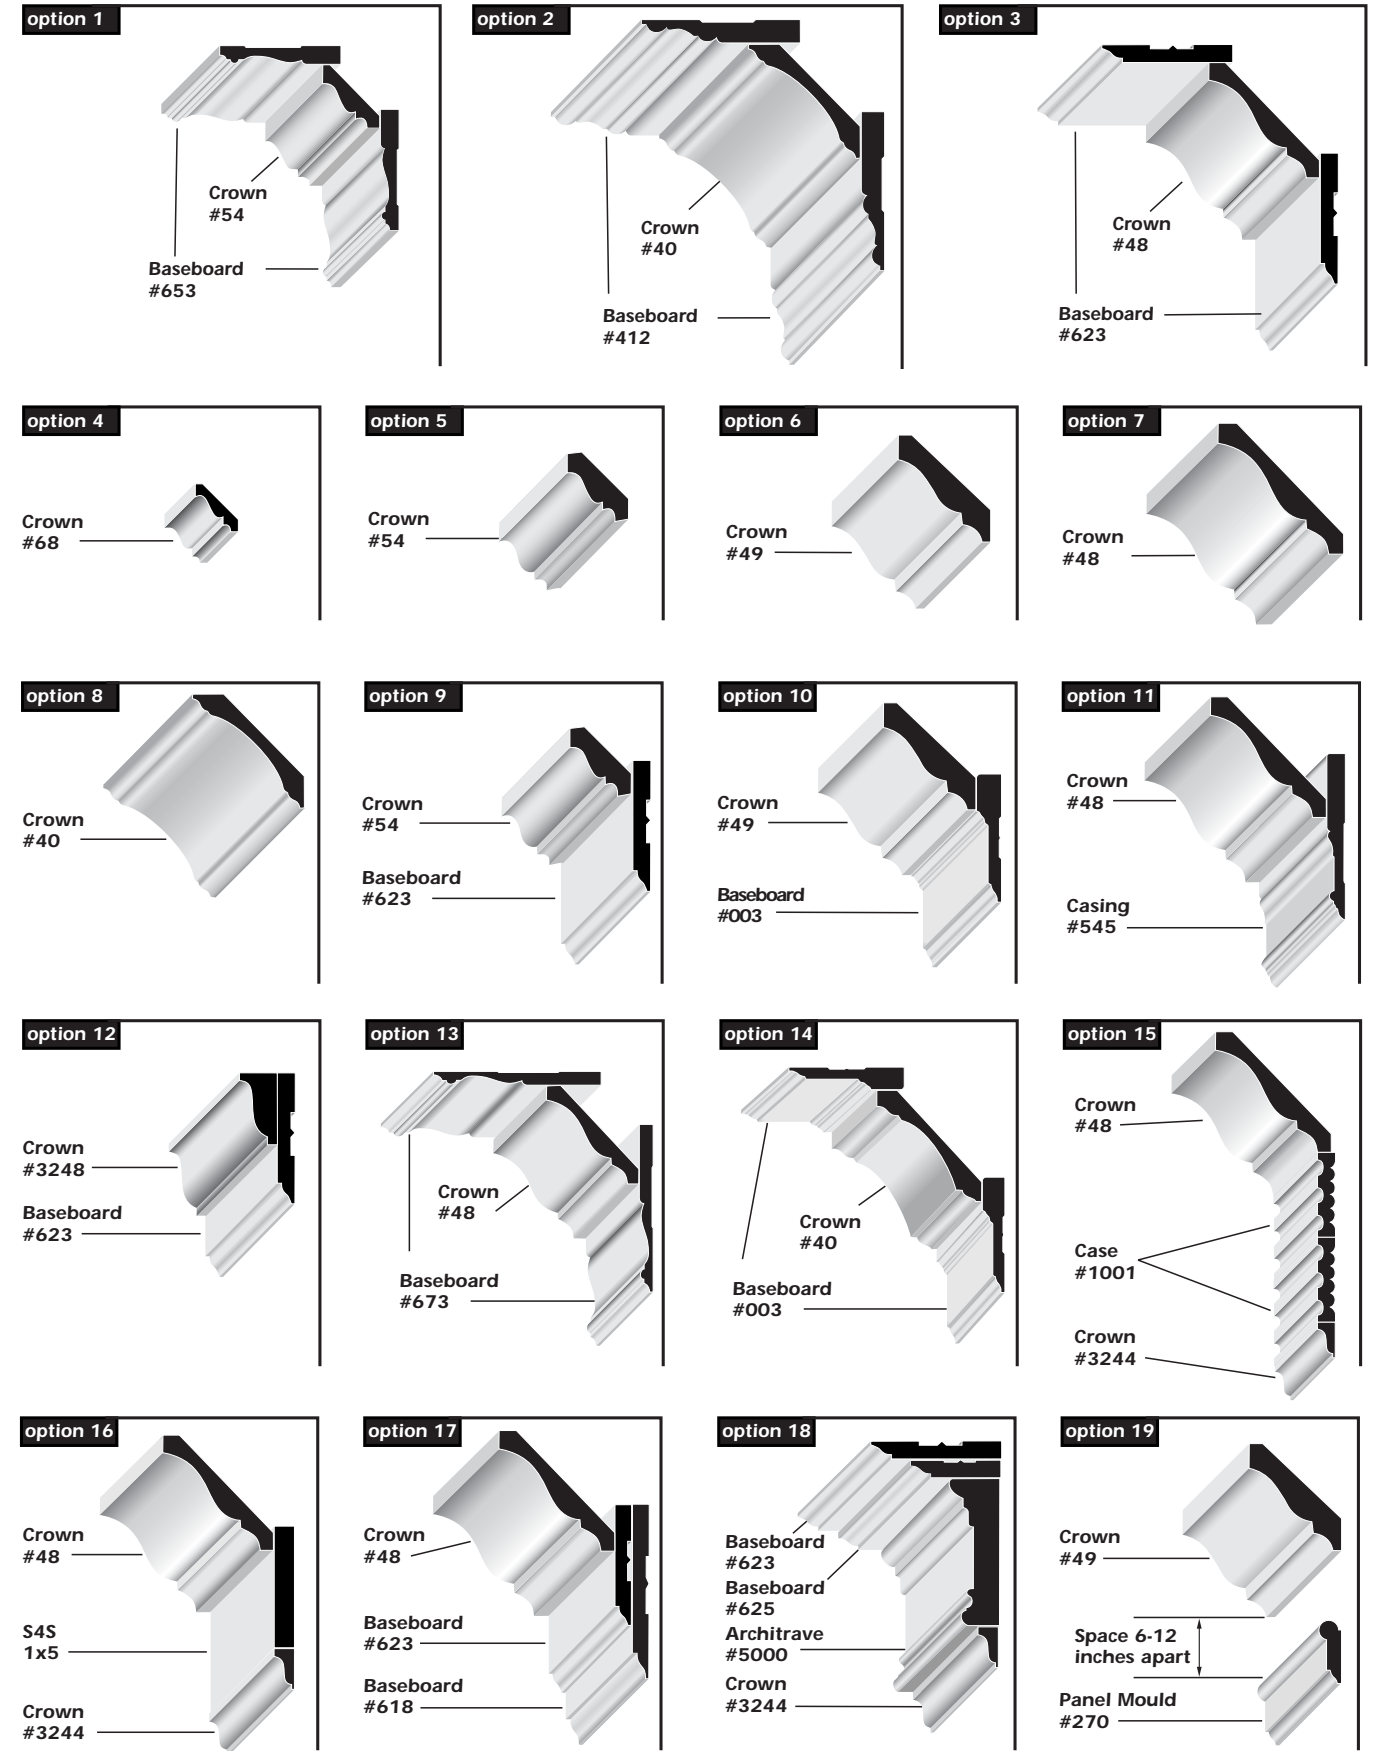 option 1
Crown
#54
Baseboard
#653
option 2
Crown
#40
Baseboard
#412
option 3
Crown
#48
Baseboard
#623
option 4
Crown
#68
option 5
Crown
#54
option 6
Crown
#49
option 7
Crown
#48
option 8
Crown
#40
option 9
Crown
#54
Baseboard
#623
option 10
Crown
#49
Baseboard
#003
option 11
Crown
#48
Casing
#545
option 12
Crown
#3248
Baseboard
#623
option 13
Crown
#48
Baseboard
#673
option 14
Crown
#40
Baseboard
#003
option 15
Crown
#48
Case
#1001
Crown
#3244
option 16
Crown
#48
S4S
1x5
Crown
#3244
option 17
Crown
#48
Baseboard
#623
Baseboard
#618
option 18
Baseboard
#623
Baseboard
#625
Architrave
#5000
Crown
#3244
option 19
Crown
#49
Space 6-12
inches apart
Panel Mould
#270